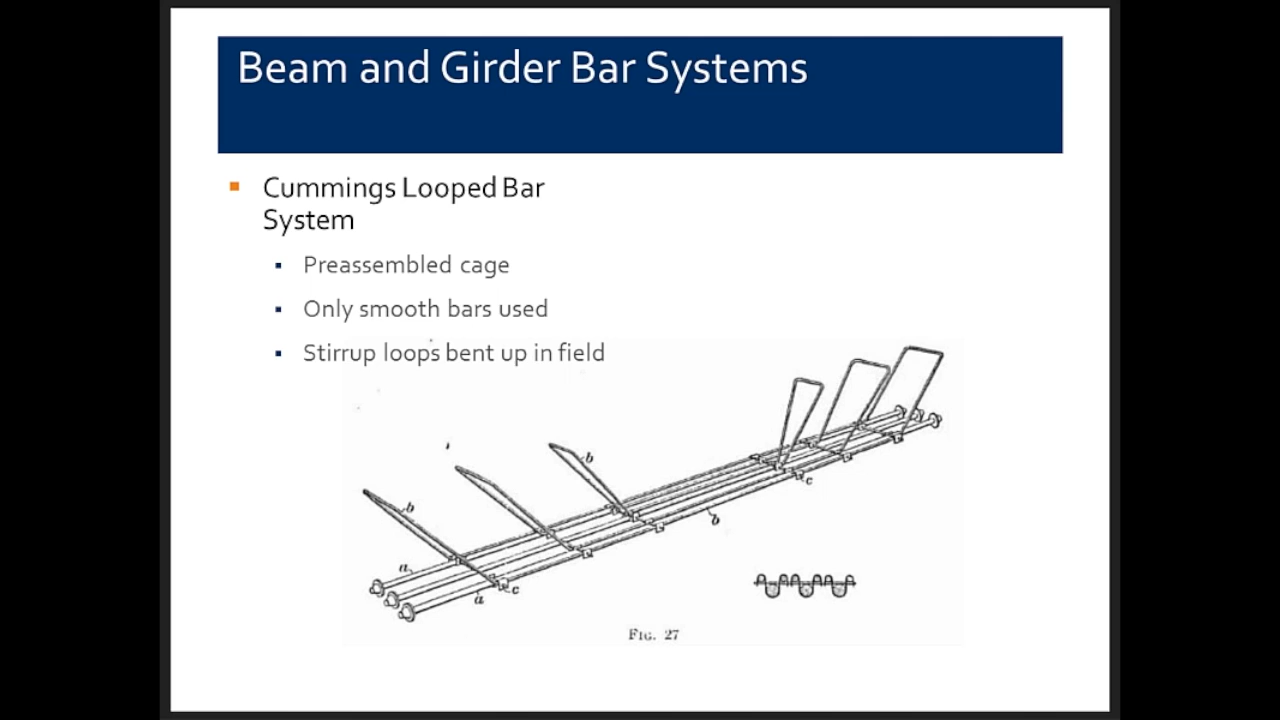 Beam and Girder Bar Systems
Cummings Looped Bar
System
Preassembled cage
Only smooth bars used
Stirrup loops bent up in field
b
b
b
c
a
c
a
FIG. 27